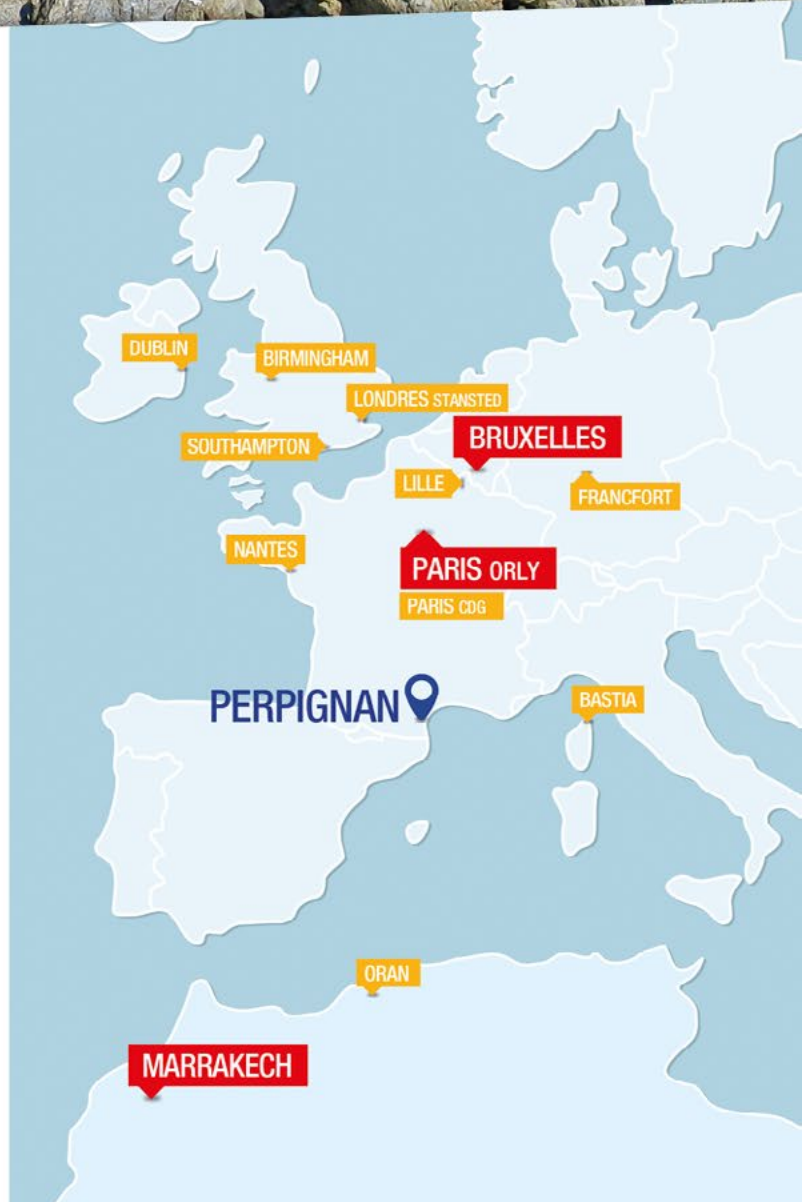 DUBLIN
BIRMINGHAM
LONDRES STANSTED
BRUXELLES
SOUTHAMPTON
LILLE
FRANCFORT
NANTES
PARIS ORLY
PARIS CDG
PERPIGNAN
BASTIA
ORAN
MARRAKECH